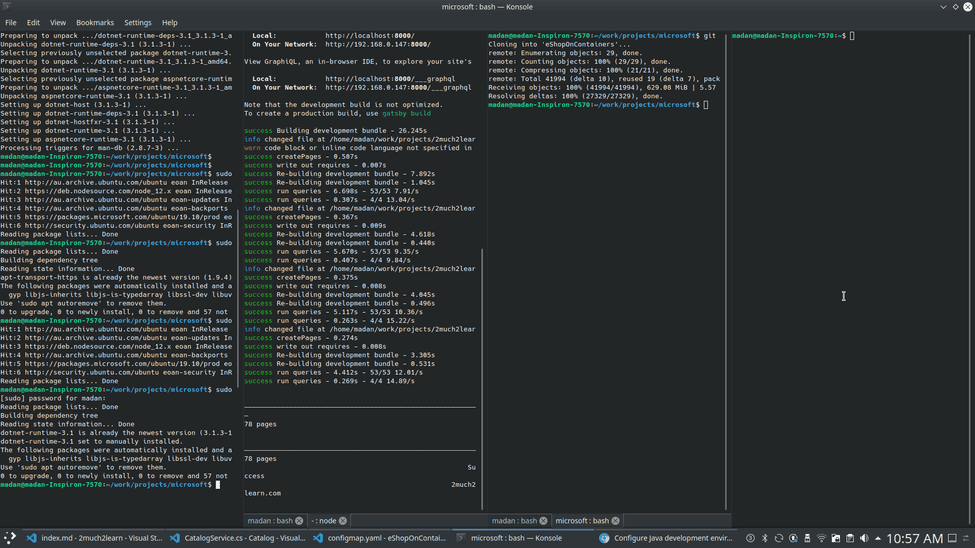 microsoft : bash — Konsole
File Edit View Bookmarks Settings Help
Preparing to unpack .../dotnet-runtime-deps-3.1_3.1.3-1_a
Unpacking dotnet-runtime-deps-3.1 (3.1.3-1) ...
Selecting previously unselected package dotnet-runtime-3.
Preparing to unpack .../dotnet-runtime-3.1_3.1.3-1_amd64.
Unpacking dotnet-runtime-3.1 (3.1.3-1) ...
Selecting previously unselected package aspnetcore-runtim
Preparing to unpack .../aspnetcore-runtime-3.1_3.1.3-1_am
Unpacking aspnetcore-runtime-3.1 (3.1.3-1) ...
Setting up dotnet-host (3.1.3-1) ...
Setting up dotnet-runtime-deps-3.1 (3.1.3-1) ...
Setting up dotnet-hostfxr-3.1 (3.1.3-1) ...
Setting up dotnet-runtime-3.1 (3.1.3-1) ...
Setting up aspnetcore-runtime-3.1 (3.1.3-1) ...
Processing triggers for man-db (2.8.7-3) ...
madan@madan-Inspiron-7570:~/work/projects/microsoft$
madan@madan-Inspiron-7570:~/work/projects/microsoft$
madan@madan-Inspiron-7570:~/work/projects/microsoft$ sudo
Hit:1 http://au.archive.ubuntu.com/ubuntu eoan InRelease
Hit:2 https://deb.nodesource.com/node_12.x eoan InRelease
Hit:3 http://au.archive.ubuntu.com/ubuntu eoan-updates In
Hit:4 http://au.archive.ubuntu.com/ubuntu eoan-backports
Hit:5 https://packages.microsoft.com/ubuntu/19.10/prod eo
Hit:6 http://security.ubuntu.com/ubuntu eoan-security InR
Reading package lists... Done
madan@madan-Inspiron-7570:~/work/projects/microsoft$ sudo
Reading package lists... Done
Building dependency tree
Reading state information... Done
apt-transport-https is already the newest version (1.9.4)
The following packages were automatically installed and a
gyp libjs-inherits libjs-is-typedarray libssl-dev libuv
Use 'sudo apt autoremove' to remove them.
0 to upgrade, 0 to newly install, 0 to remove and 57 not
madan@madan-Inspiron-7570:~/work/projects/microsoft$ sudo
Hit:1 http://au.archive.ubuntu.com/ubuntu eoan InRelease
Hit:2 https://deb.nodesource.com/node_12.x eoan InRelease
Hit:3 http://au.archive.ubuntu.com/ubuntu eoan-updates In
Hit:4 http://au.archive.ubuntu.com/ubuntu eoan-backports
Hit:5 https://packages.microsoft.com/ubuntu/19.10/prod eo
Hit:6 http://security.ubuntu.com/ubuntu eoan-security InR
Reading package lists... Done
madan@madan-Inspiron-7570:~/work/projects/microsoft$ sudo
[sudo] password for madan:
Reading package lists... Done
Building dependency tree
Reading state information... Done
dotnet-runtime-3.1 is already the newest version (3.1.3-1
dotnet-runtime-3.1 set to manually installed.
The following packages were automatically installed and a
gyp libjs-inherits libjs-is-typedarray libssl-dev libuv
Use 'sudo apt autoremove' to remove them.
0 to upgrade, 0 to newly install, 0 to remove and 57 not
madan@madan-Inspiron-7570:~/work/projects/microsoft$
Local: http://localhost:8000/
On Your Network: http://192.168.0.147:8000/
View GraphiQL, an in-browser IDE, to explore your site's
Local: http://localhost:8000/___graphql
On Your Network: http://192.168.0.147:8000/___graphql
Note that the development build is not optimized.
To create a production build, use gatsby build
success Building development bundle - 26.245s
info changed file at /home/madan/work/projects/2much2lear
warn code block or inline code language not specified in
success createPages - 0.507s
success write out requires - 0.007s
success Re-building development bundle - 7.892s
success Re-building development bundle - 1.045s
success run queries - 6.698s - 53/53 7.91/s
success run queries - 0.307s - 4/4 13.04/s
info changed file at /home/madan/work/projects/2much2lear
success createPages - 0.367s
success write out requires - 0.009s
success Re-building development bundle - 4.618s
success Re-building development bundle - 0.440s
success run queries - 5.670s - 53/53 9.35/s
success run queries - 0.407s - 4/4 9.84/s
info changed file at /home/madan/work/projects/2much2lear
success createPages - 0.375s
success write out requires - 0.008s
success Re-building development bundle - 4.045s
success Re-building development bundle - 0.496s
success run queries - 5.117s - 53/53 10.36/s
success run queries - 0.263s - 4/4 15.22/s
info changed file at /home/madan/work/projects/2much2lear
success createPages - 0.274s
success write out requires - 0.008s
success Re-building development bundle - 3.305s
success Re-building development bundle - 0.531s
success run queries - 4.412s - 53/53 12.01/s
success run queries - 0.269s - 4/4 14.89/s
78 pages
78 pages
Su
ccess
2much2
learn.com
madan : bash - : node
madan@madan-Inspiron-7570:~/work/projects/microsoft$ git
Cloning into 'eShopOnContainers'...
remote: Enumerating objects: 29, done.
remote: Counting objects: 100% (29/29), done.
remote: Compressing objects: 100% (21/21), done.
remote: Total 41994 (delta 10), reused 19 (delta 7), pack
Receiving objects: 100% (41994/41994), 629.08 MiB | 5.57
Resolving deltas: 100% (27329/27329), done.
madan@madan-Inspiron-7570:~/work/projects/microsoft$
madan : bash microsoft : bash
madan@madan-Inspiron-7570:~$
index.md - 2much2learn - Visual St... CatalogService.cs - Catalog - Visual... configmap.yaml - eShopOnContai... microsoft : bash — Konsole Configure Java development envir... 10:57 AM